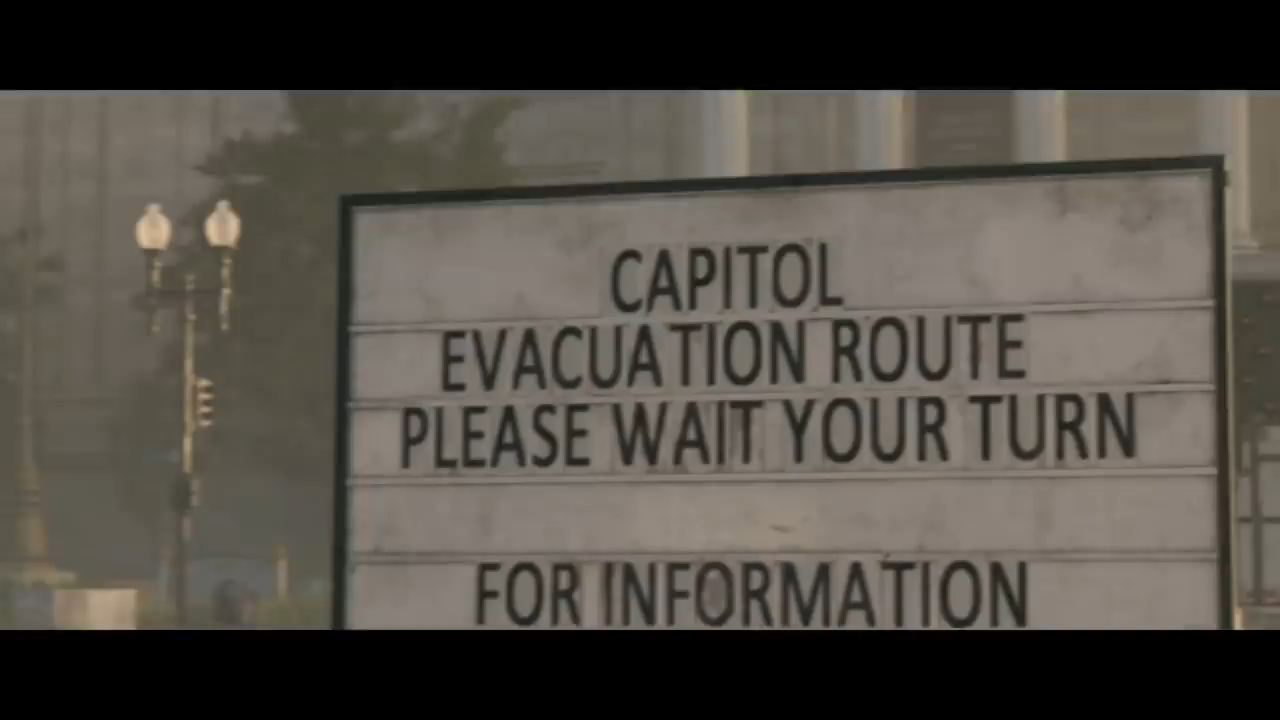 CAPITOL
EVACUATION ROUTE
PLEASE WAIT YOUR TURN
FOR INFORMATION